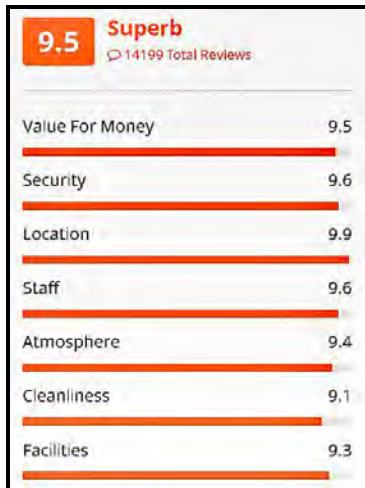 9.5 Superb
14199 Total Reviews
Value For Money 9.5
Security 9.6
Location 9.9
Staff 9.6
Atmosphere 9.4
Cleanliness 9.1
Facilities 9.3